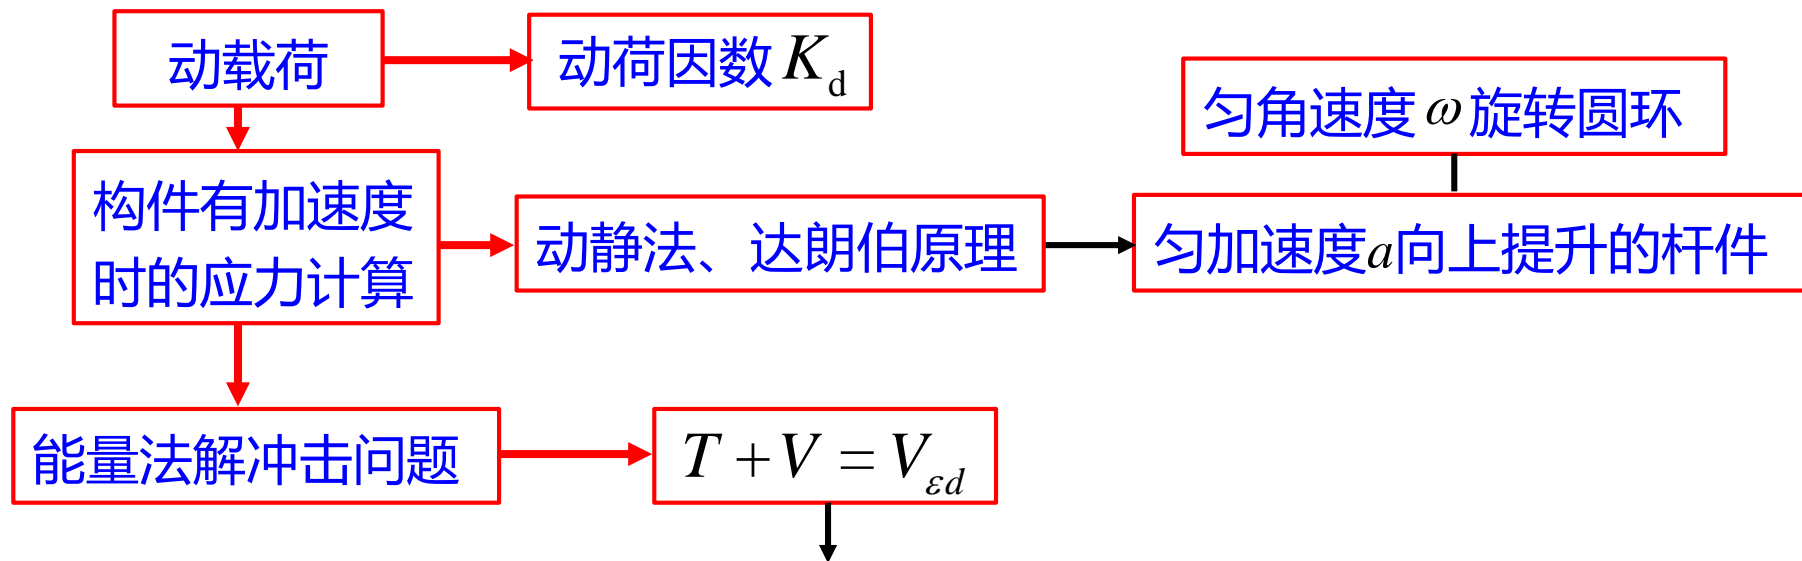 动载荷
动荷因数 K_d
匀角速度 ω 旋转圆环
构件有加速度
时的应力计算
动静法、达朗伯原理
匀加速度a向上提升的杆件
能量法解冲击问题
T + V = V_{εd}